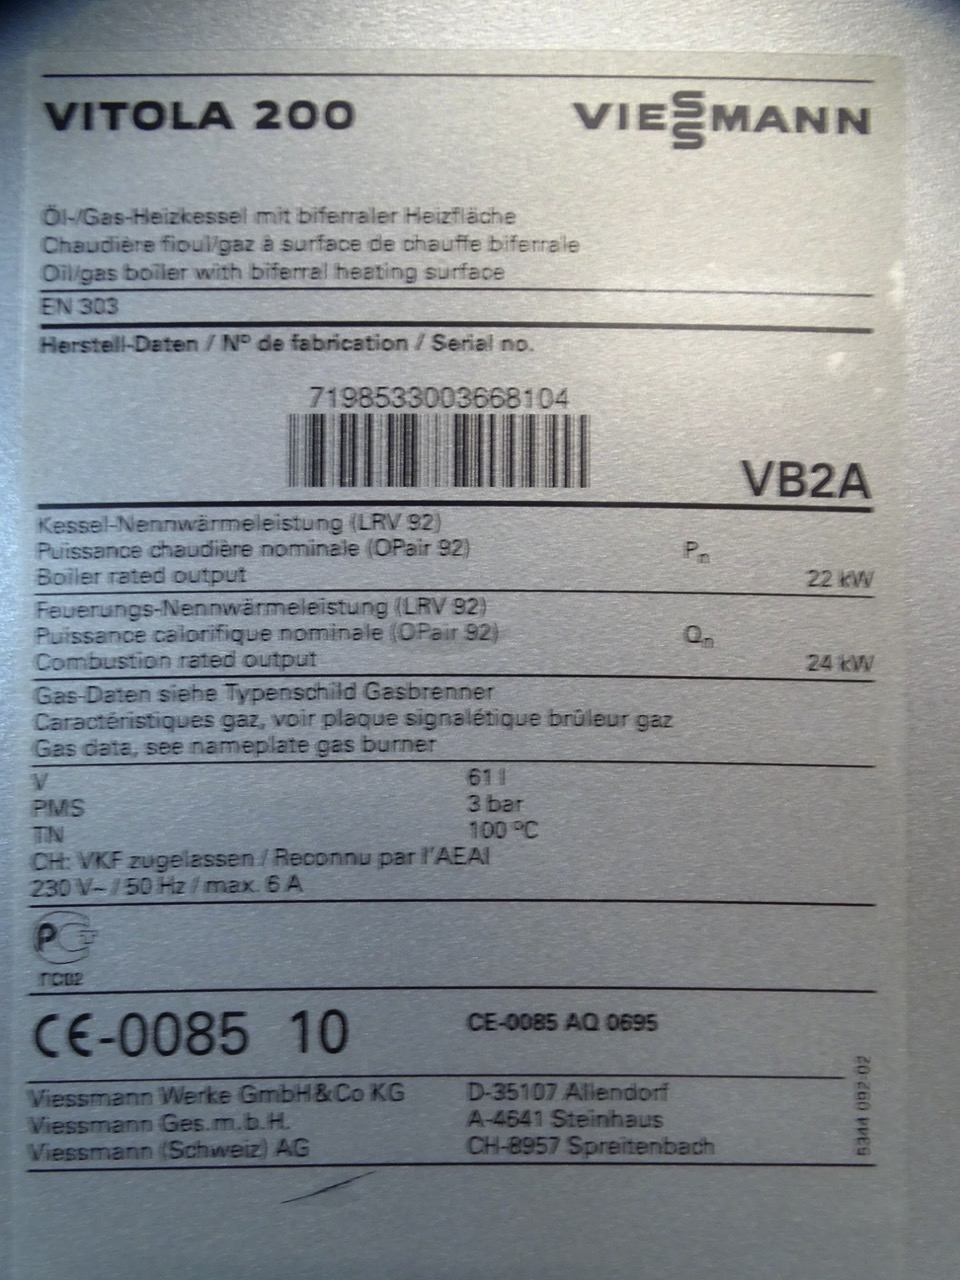 VITOLA 200 VIESSMANN
Öl-/Gas-Heizkessel mit biferraler Heizfläche
Chaudière fioul/gaz à surface de chauffe biferrale
Oil/gas boiler with biferral heating surface
EN 303
Herstell-Daten / Nº de fabrication / Serial no.
7198533003668104
VB2A
Kessel-Nennwärmeleistung (LRV 92)
Puissance chaudière nominale (OPair 92) Pn
Boiler rated output 22 kW
Feuerungs-Nennwärmeleistung (LRV 92)
Puissance calorifique nominale (OPair 92) Qn
Combustion rated output 24 kW
Gas-Daten siehe Typenschild Gasbrenner
Caractéristiques gaz, voir plaque signalétique brûleur gaz
Gas data, see nameplate gas burner
V 61 l
PMS 3 bar
TN 100 ºC
CH: VKF zugelassen / Reconnu par l'AEAI
230 V~ / 50 Hz / max. 6 A
PCT
CE-0085 10 CE-0085 AQ 0695
Viessmann Werke GmbH&Co KG D-35107 Allendorf
Viessmann Ges.m.b.H. A-4641 Steinhaus
Viessmann (Schweiz) AG CH-8957 Spreitenbach
5344 092-02